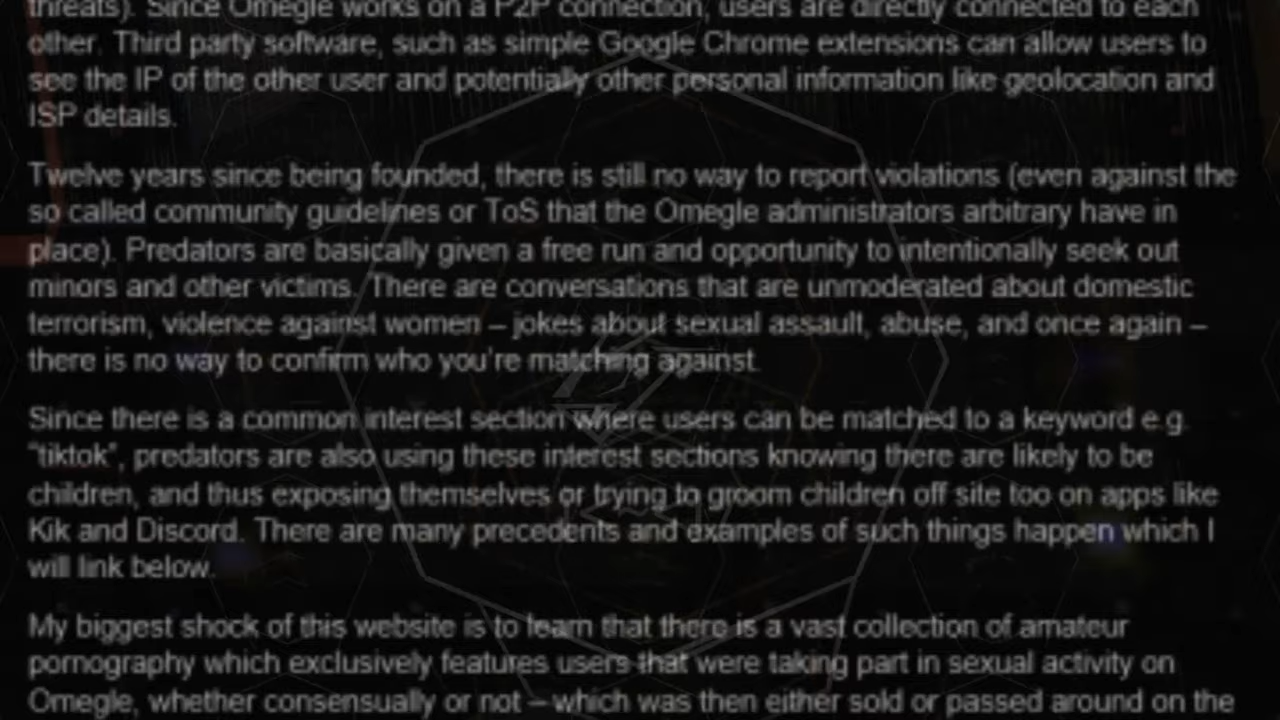 threats). Since Omegle works on a P2P connection, users are directly connected to each
other. Third party software, such as simple Google Chrome extensions can allow users to
see the IP of the other user and potentially other personal information like geolocation and
ISP details.
Twelve years since being founded, there is still no way to report violations (even against the
so called community guidelines or ToS that the Omegle administrators arbitrary have in
place). Predators are basically given a free run and opportunity to intentionally seek out
minors and other victims. There are conversations that are unmoderated about domestic
terrorism, violence against women – jokes about sexual assault, abuse, and once again –
there is no way to confirm who you're matching against.
Since there is a common interest section where users can be matched to a keyword e.g.
"tiktok", predators are also using these interest sections knowing there are likely to be
children, and thus exposing themselves or trying to groom children off site too on apps like
Kik and Discord. There are many precedents and examples of such things happen which I
will link below.
My biggest shock of this website is to learn that there is a vast collection of amateur
pornography which exclusively features users that were taking part in sexual activity on
Omegle, whether consensually or not – which was then either sold or passed around on the